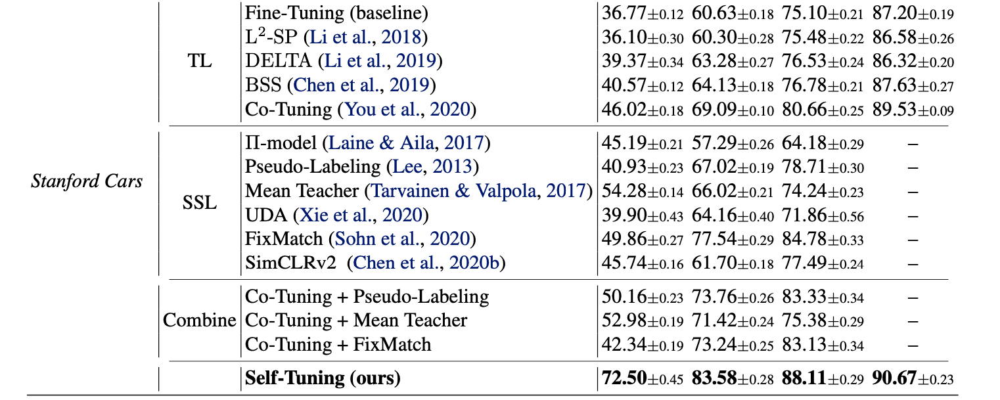 Fine-Tuning (baseline) 36.77±0.12 60.63±0.18 75.10±0.21 87.20±0.19
L²-SP (Li et al., 2018) 36.10±0.30 60.30±0.28 75.48±0.22 86.58±0.26
TL DELTA (Li et al., 2019) 39.37±0.34 63.28±0.27 76.53±0.24 86.32±0.20
BSS (Chen et al., 2019) 40.57±0.12 64.13±0.18 76.78±0.21 87.63±0.27
Co-Tuning (You et al., 2020) 46.02±0.18 69.09±0.10 80.66±0.25 89.53±0.09
Π-model (Laine & Aila, 2017) 45.19±0.21 57.29±0.26 64.18±0.29 –
Pseudo-Labeling (Lee, 2013) 40.93±0.23 67.02±0.19 78.71±0.30 –
Stanford Cars SSL Mean Teacher (Tarvainen & Valpola, 2017) 54.28±0.14 66.02±0.21 74.24±0.23 –
UDA (Xie et al., 2020) 39.90±0.43 64.16±0.40 71.86±0.56 –
FixMatch (Sohn et al., 2020) 49.86±0.27 77.54±0.29 84.78±0.33 –
SimCLRv2 (Chen et al., 2020b) 45.74±0.16 61.70±0.18 77.49±0.24 –
Co-Tuning + Pseudo-Labeling 50.16±0.23 73.76±0.26 83.33±0.34 –
Combine Co-Tuning + Mean Teacher 52.98±0.19 71.42±0.24 75.38±0.29 –
Co-Tuning + FixMatch 42.34±0.19 73.24±0.25 83.13±0.34 –
Self-Tuning (ours) 72.50±0.45 83.58±0.28 88.11±0.29 90.67±0.23